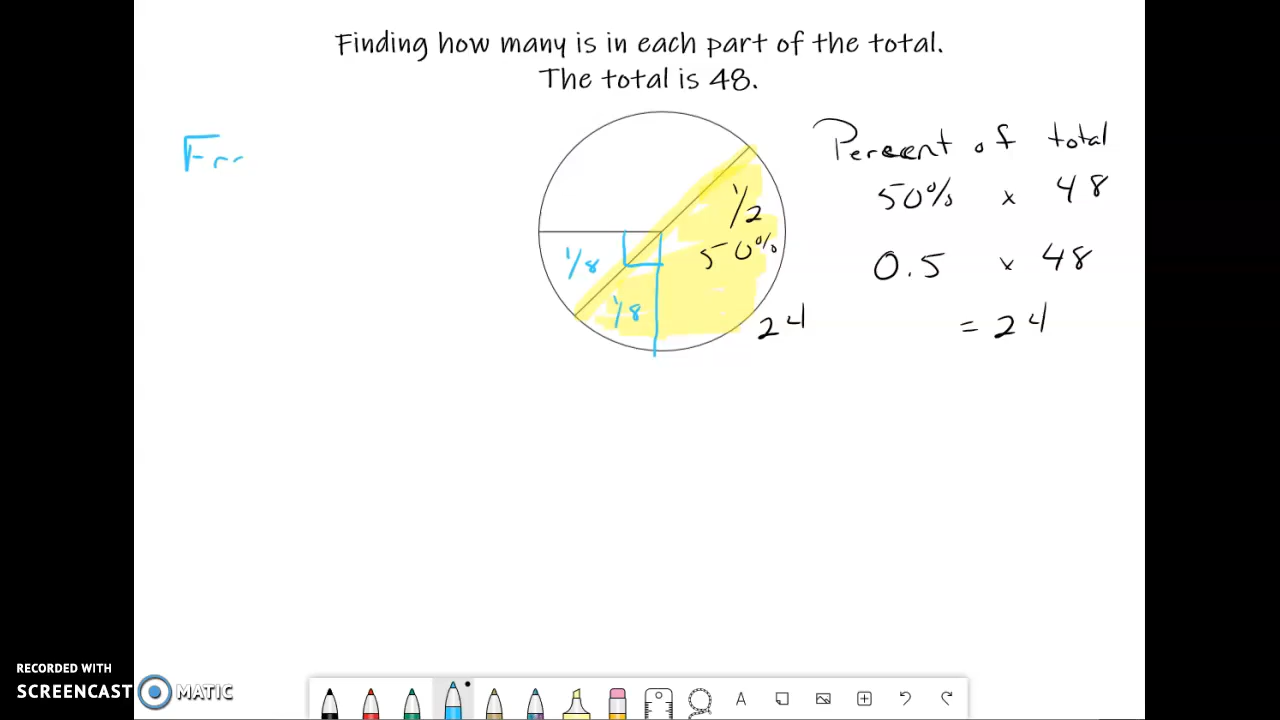 Finding how many is in each part of the total.
The total is 48.
Percent of total
50% x 48
0.5 x 48
= 24
1/2
50%
1/8
1/8
24
RECORDED WITH
SCREENCAST MATIC
A